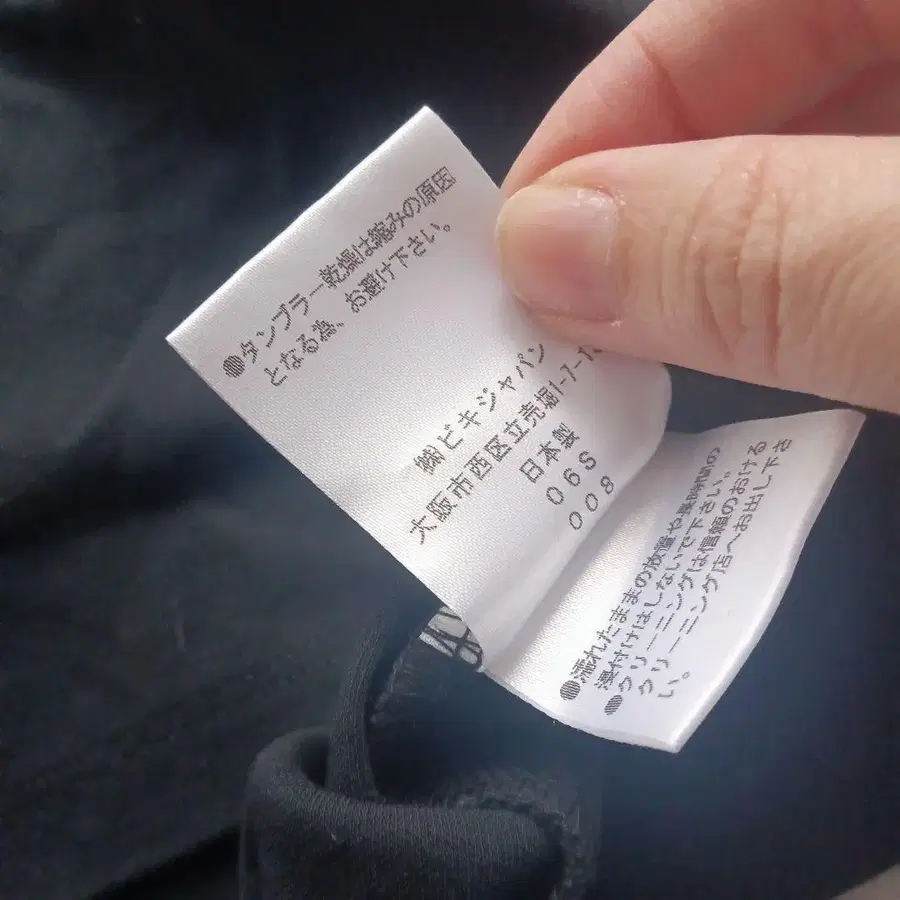 ●タンブラー乾燥は縮みの原因
となる為、お避け下さい。
㈱ビキジャパン
大阪市西区立売堀1-7-1
日本製
06S
008
●濡れたままの放置や長時間の
浸付けはしないで下さい。
●クリーニングは信頼のおける
クリーニング店へお出し下さ
い。